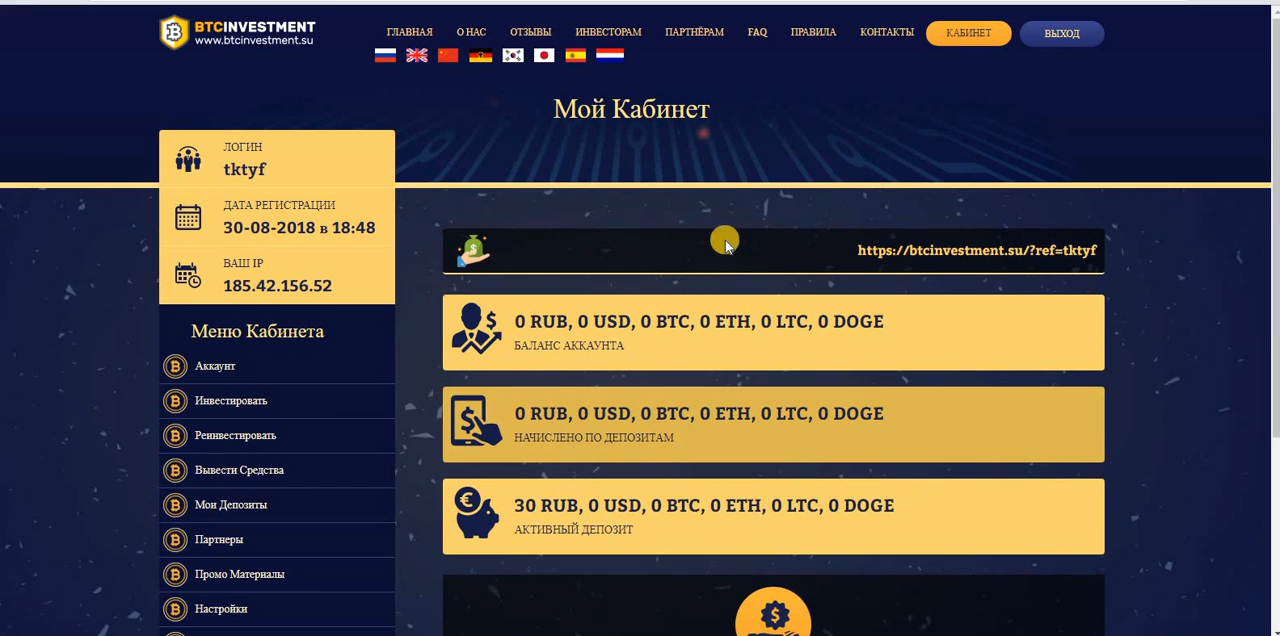 BTCINVESTMENT
www.btcinvestment.su
ГЛАВНАЯ О НАС ОТЗЫВЫ ИНВЕСТОРАМ ПАРТНЁРАМ FAQ ПРАВИЛА КОНТАКТЫ КАБИНЕТ ВЫХОД
Мой Кабинет
ЛОГИН
tktyf
ДАТА РЕГИСТРАЦИИ
30-08-2018 в 18:48
ВАШ IP
185.42.156.52
Меню Кабинета
Аккаунт
Инвестировать
Реинвестировать
Вывести Средства
Мои Депозиты
Партнеры
Промо Материалы
Настройки
https://btcinvestment.su/?ref=tktyf
0 RUB, 0 USD, 0 BTC, 0 ETH, 0 LTC, 0 DOGE
БАЛАНС АККАУНТА
0 RUB, 0 USD, 0 BTC, 0 ETH, 0 LTC, 0 DOGE
НАЧИСЛЕНО ПО ДЕПОЗИТАМ
30 RUB, 0 USD, 0 BTC, 0 ETH, 0 LTC, 0 DOGE
АКТИВНЫЙ ДЕПОЗИТ